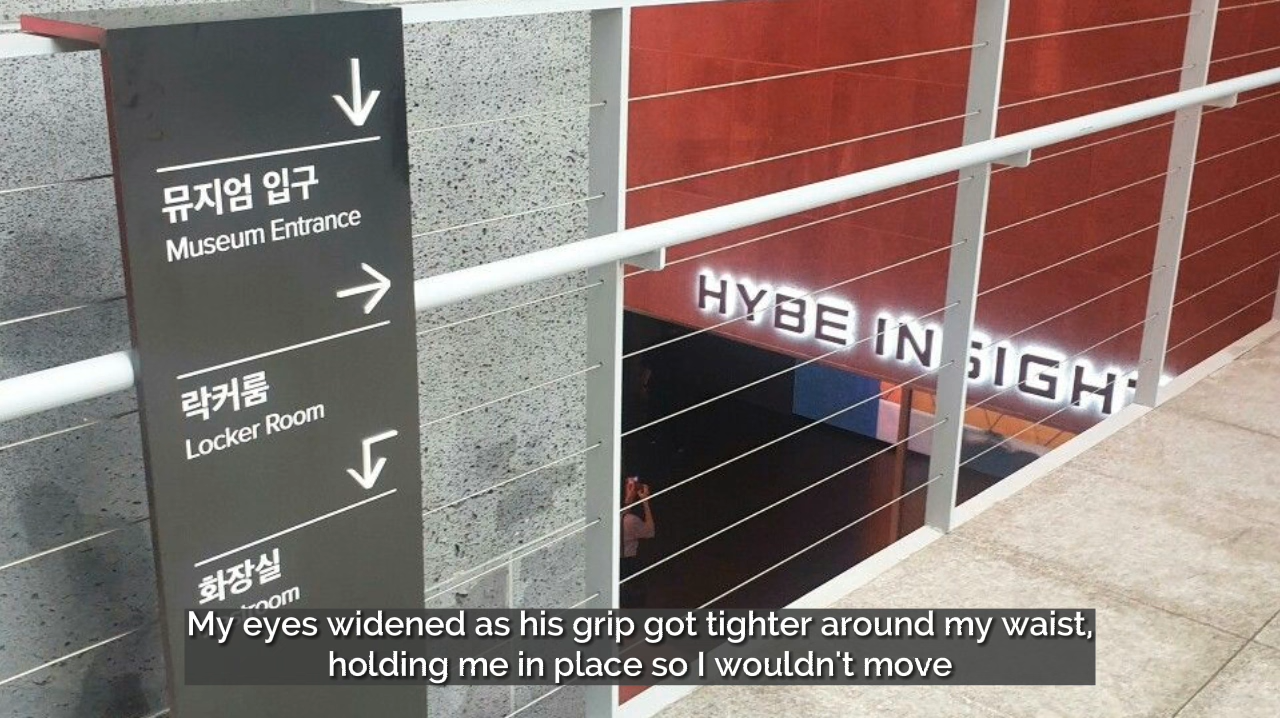 뮤지엄 입구
Museum Entrance
락커룸
Locker Room
화장실
HYBE INSIGHT
My eyes widened as his grip got tighter around my waist,
holding me in place so I wouldn't move